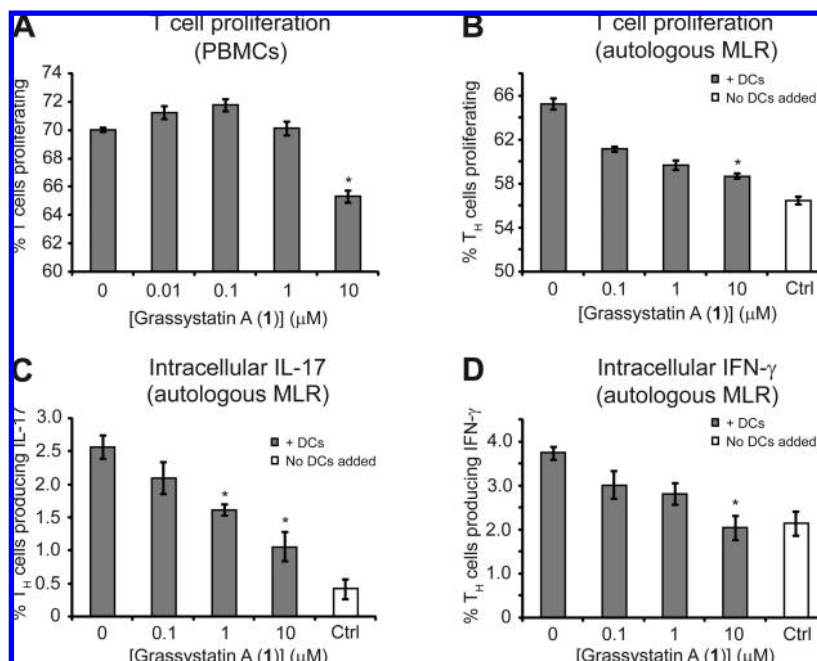 A
T cell proliferation
(PBMCs)
% T cells proliferating
74
72
70
68
66
64
62
60
*
0 0.01 0.1 1 10
[Grassystatin A (1)] (μM)
B
T cell proliferation
(autologous MLR)
+ DCs
No DCs added
% TH cells proliferating
66
62
58
54
50
*
0 0.1 1 10 Ctrl
[Grassystatin A (1)] (μM)
C
Intracellular IL-17
(autologous MLR)
+ DCs
No DCs added
% TH cells producing IL-17
3.0
2.5
2.0
1.5
1.0
0.5
0
* *
0 0.1 1 10 Ctrl
[Grassystatin A (1)] (μM)
D
Intracellular IFN-γ
(autologous MLR)
+ DCs
No DCs added
% TH cells producing IFN-γ
4.0
3.0
2.0
1.0
0
*
0 0.1 1 10 Ctrl
[Grassystatin A (1)] (μM)